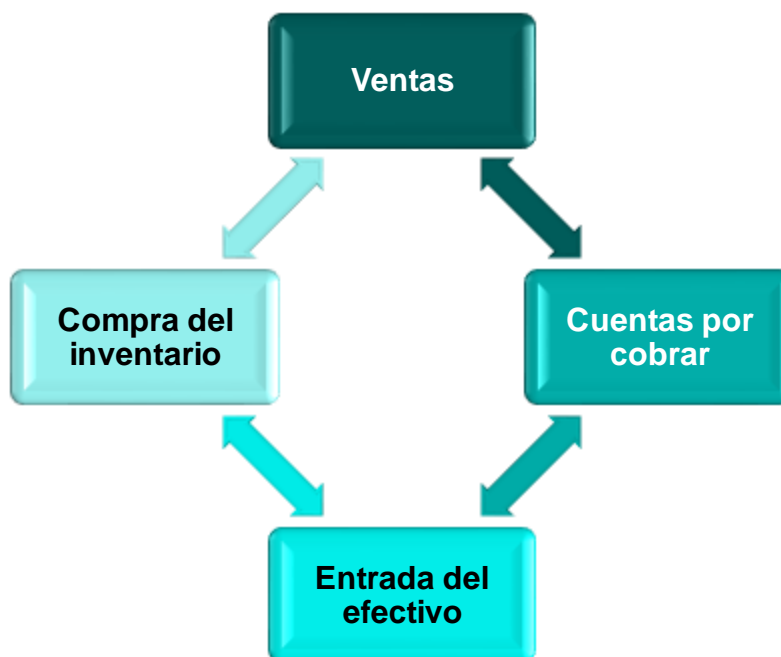 Ventas
Compra del
inventario
Cuentas por
cobrar
Entrada del
efectivo